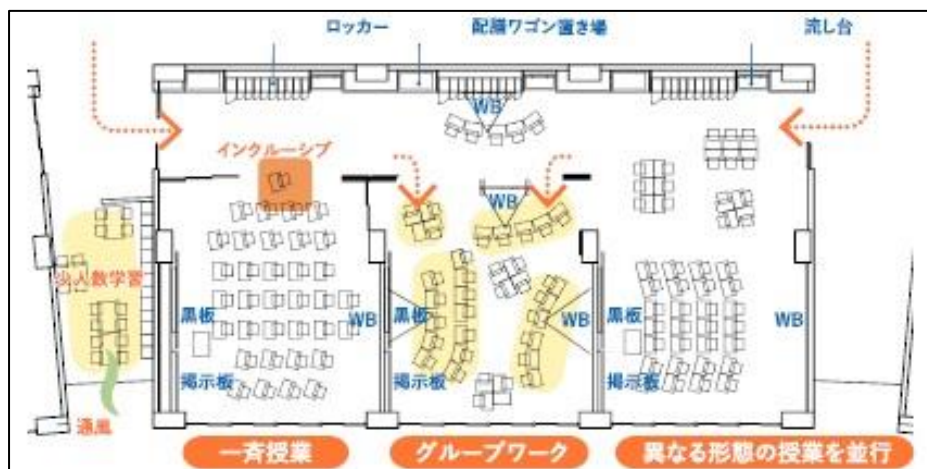 ロッカー
配膳ワゴン置き場
流し台
WB
インクルーシブ
WB
少人数学習
黒板
WB
黒板
WB
黒板
掲示板
掲示板
掲示板
通風
一斉授業
グループワーク
異なる形態の授業を並行